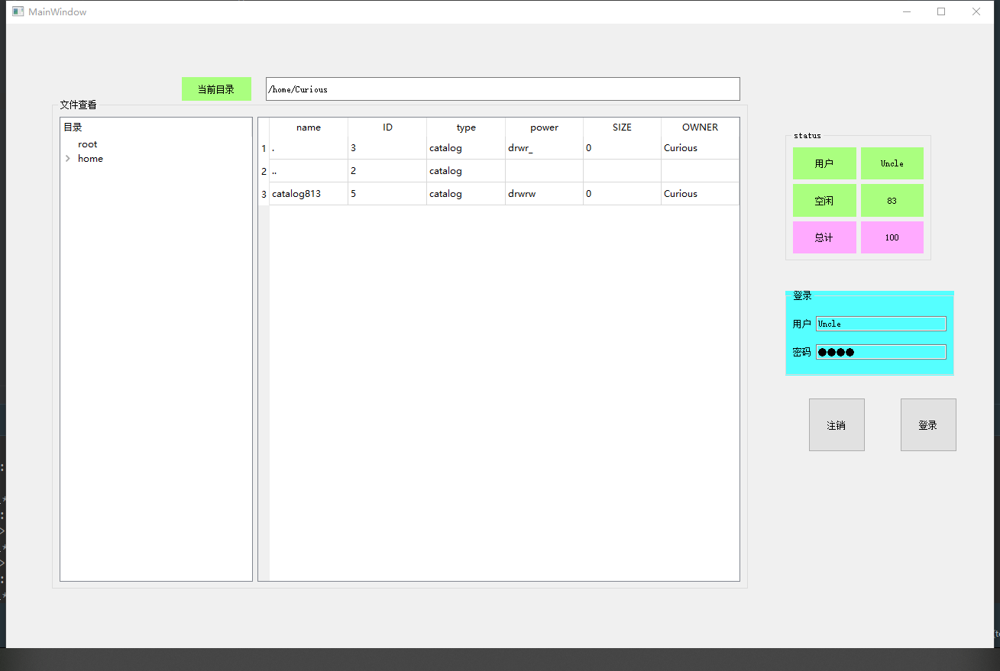 MainWindow
当前目录 /home/Curious
文件查看
目录
root
home
name ID type power SIZE OWNER
1 . 3 catalog drwr_ 0 Curious
2 .. 2 catalog
3 catalog813 5 catalog drwrw 0 Curious
status
用户 Uncle
空闲 83
总计 100
登录
用户 Uncle
密码 ●●●●
注销 登录